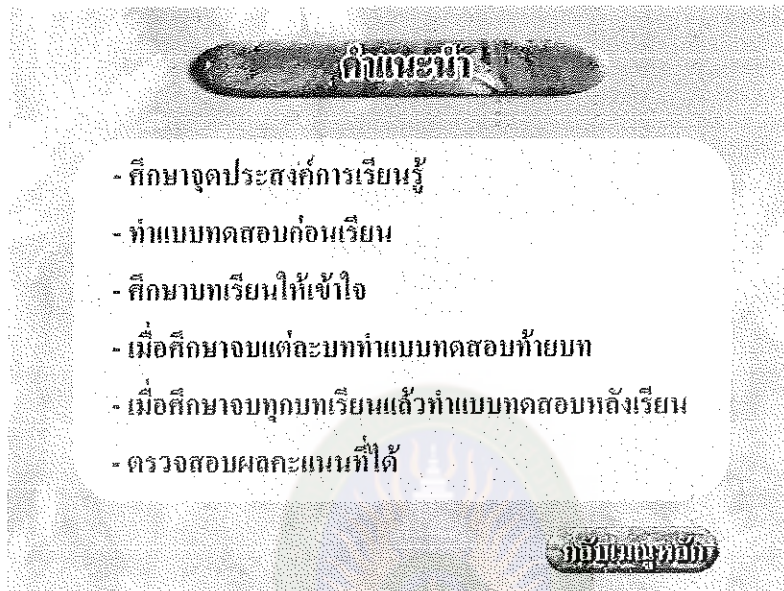 คำแนะนำ
- ศึกษาจุดประสงค์การเรียนรู้
- ทำแบบทดสอบก่อนเรียน
- ศึกษาบทเรียนให้เข้าใจ
- เมื่อศึกษาจบแต่ละบททำแบบทดสอบท้ายบท
- เมื่อศึกษาจบทุกบทเรียนแล้วทำแบบทดสอบหลังเรียน
- ตรวจสอบผลคะแนนที่ได้
กลับเมนูหลัก